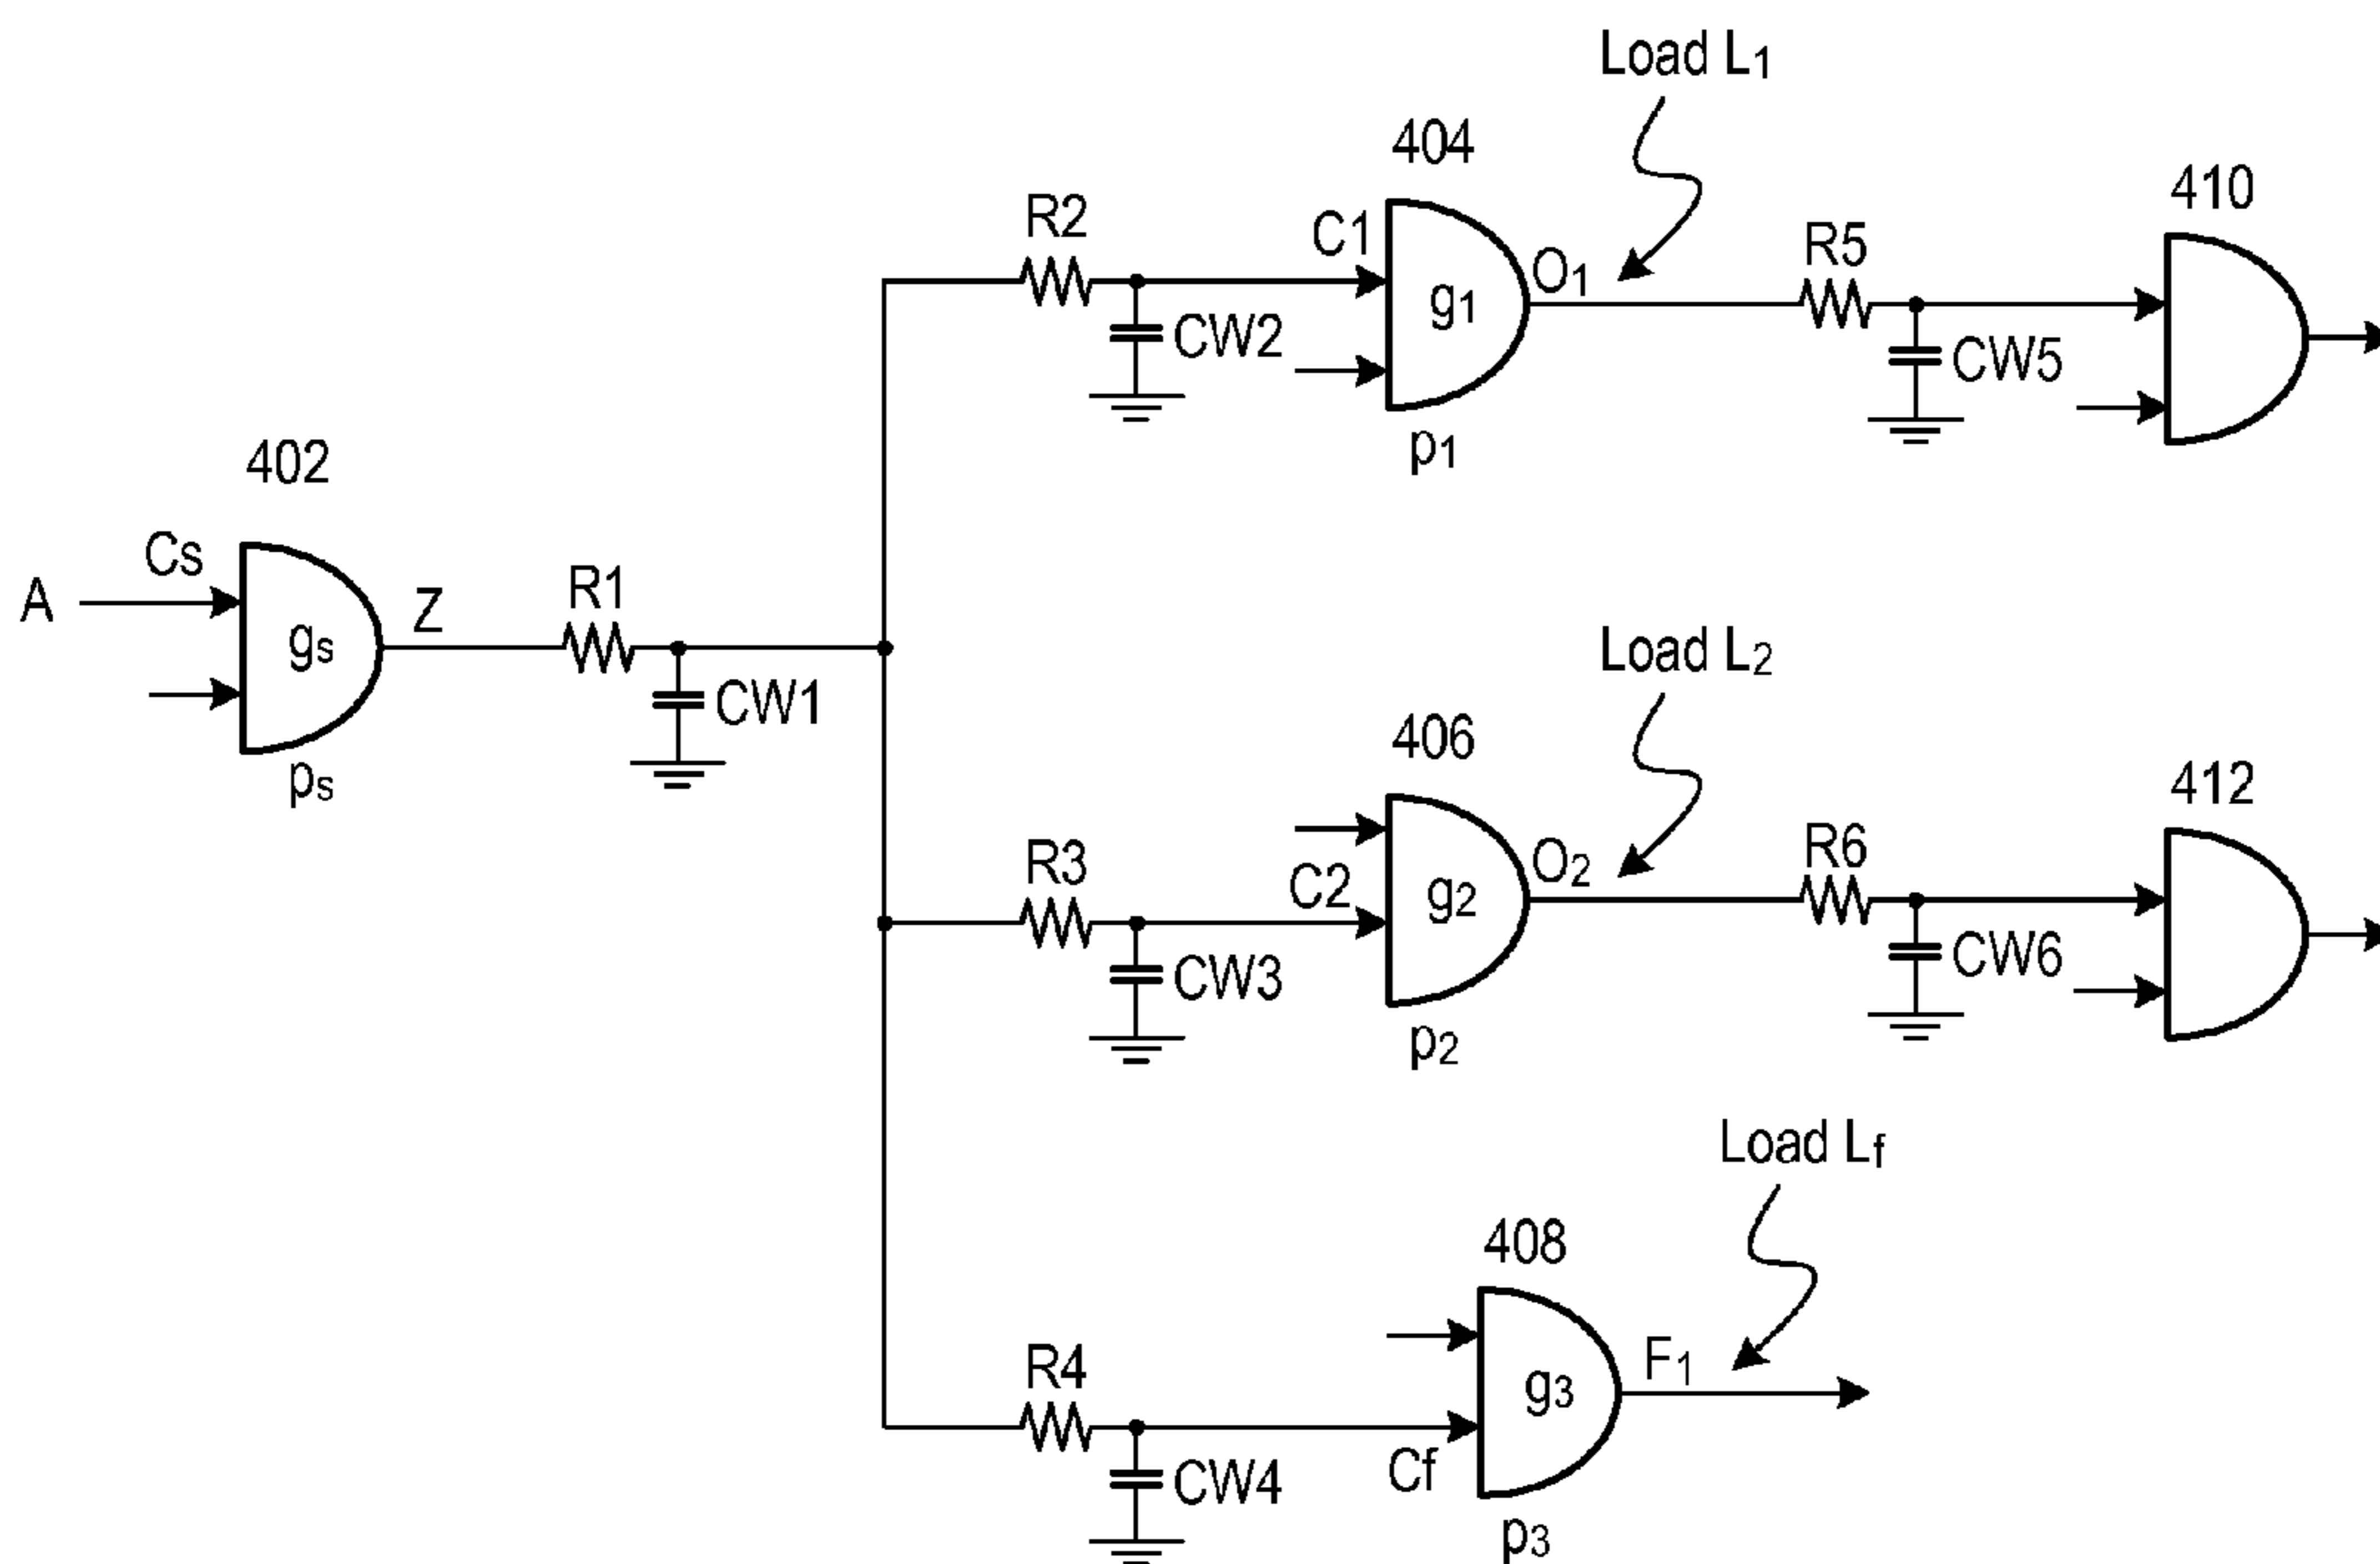 Load L₁
404
410
R2
C1
R5
O₁
g₁
CW2
CW5
p₁
402
Cs
A
Z
R1
gₛ
CW1
pₛ
Load L₂
406
412
R3
C2
R6
O₂
g₂
CW3
CW6
p₂
Load L_f
408
R4
F₁
g₃
Cf
CW4
p₃